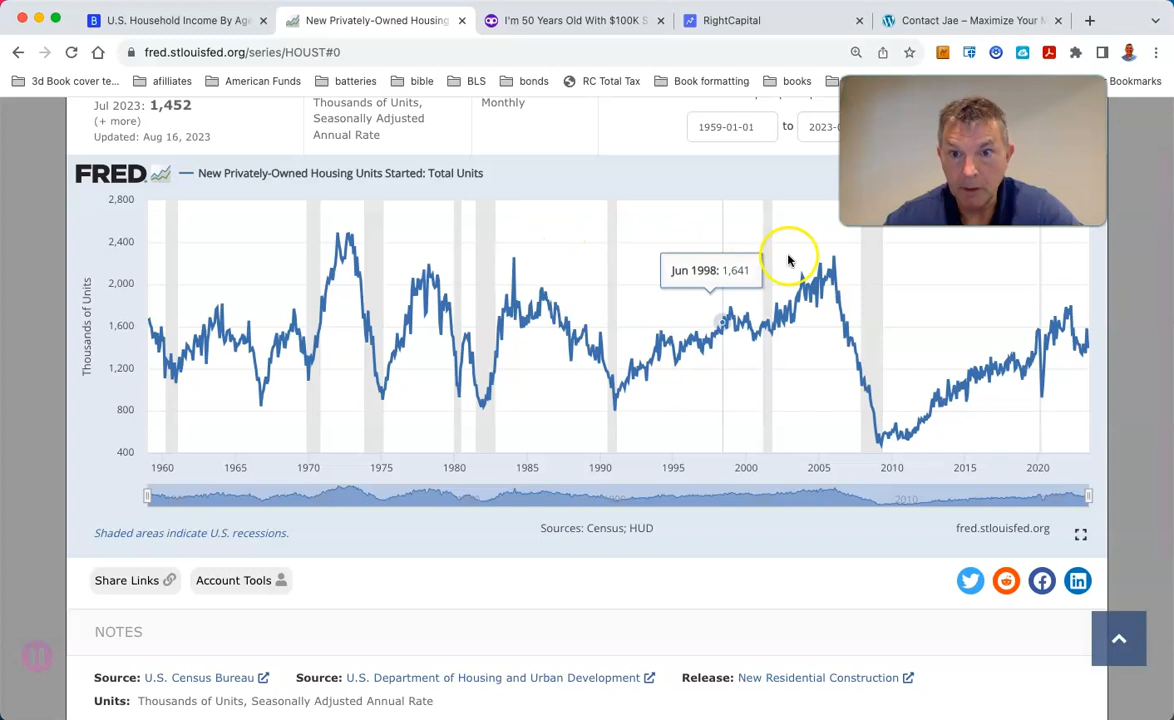 U.S. Household Income By Age
New Privately-Owned Housing
I'm 50 Years Old With $100K S
RightCapital
Contact Jae – Maximize Your M
fred.stlouisfed.org/series/HOUST#0
3d Book cover te...
afilliates
American Funds
batteries
bible
BLS
bonds
RC Total Tax
Book formatting
books
Bookmarks
Jul 2023: 1,452
(+ more)
Updated: Aug 16, 2023
Thousands of Units,
Seasonally Adjusted
Annual Rate
Monthly
1959-01-01 to 2023-0
FRED
New Privately-Owned Housing Units Started: Total Units
2,800
2,400
2,000
1,600
1,200
800
400
Thousands of Units
Jun 1998: 1,641
1960 1965 1970 1975 1980 1985 1990 1995 2000 2005 2010 2015 2020
2010
Shaded areas indicate U.S. recessions.
Sources: Census; HUD
fred.stlouisfed.org
Share Links
Account Tools
NOTES
Source: U.S. Census Bureau
Source: U.S. Department of Housing and Urban Development
Release: New Residential Construction
Units: Thousands of Units, Seasonally Adjusted Annual Rate